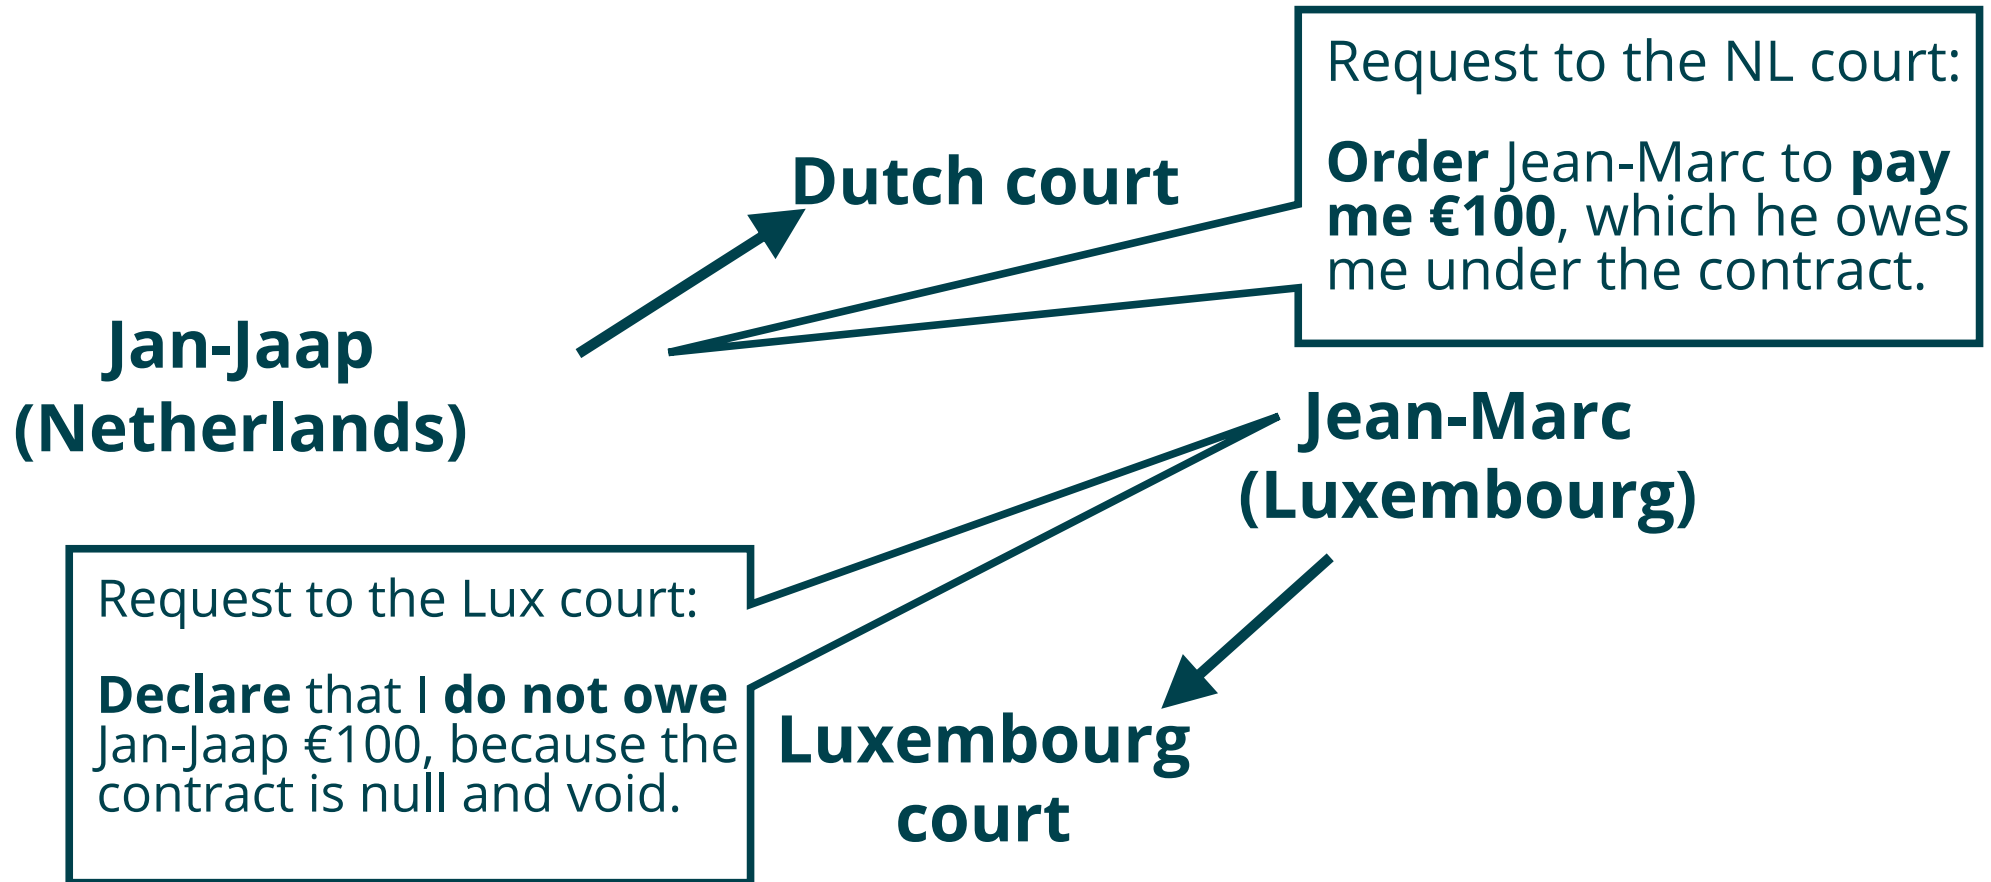 Request to the NL court:
Order Jean-Marc to pay
me €100, which he owes
me under the contract.
Dutch court
Jan-Jaap
(Netherlands)
Jean-Marc
(Luxembourg)
Request to the Lux court:
Declare that I do not owe
Jan-Jaap €100, because the
contract is null and void.
Luxembourg
court